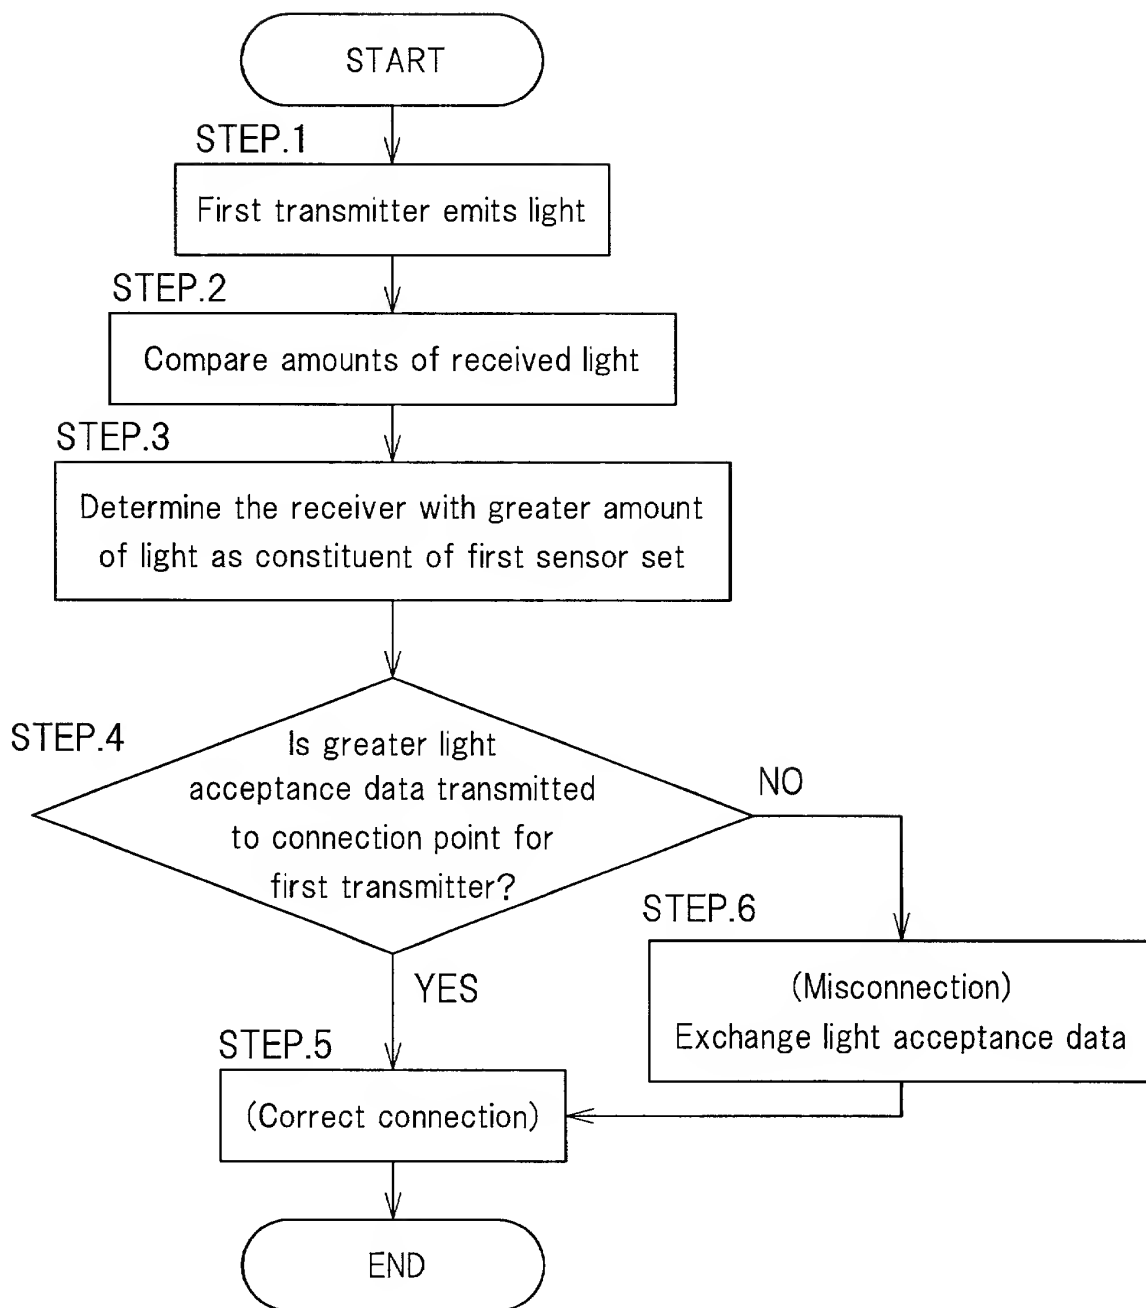 START
STEP.1
First transmitter emits light
STEP.2
Compare amounts of received light
STEP.3
Determine the receiver with greater amount
of light as constituent of first sensor set
STEP.4
Is greater light
acceptance data transmitted
to connection point for
first transmitter?
NO
STEP.6
(Misconnection)
Exchange light acceptance data
YES
STEP.5
(Correct connection)
END